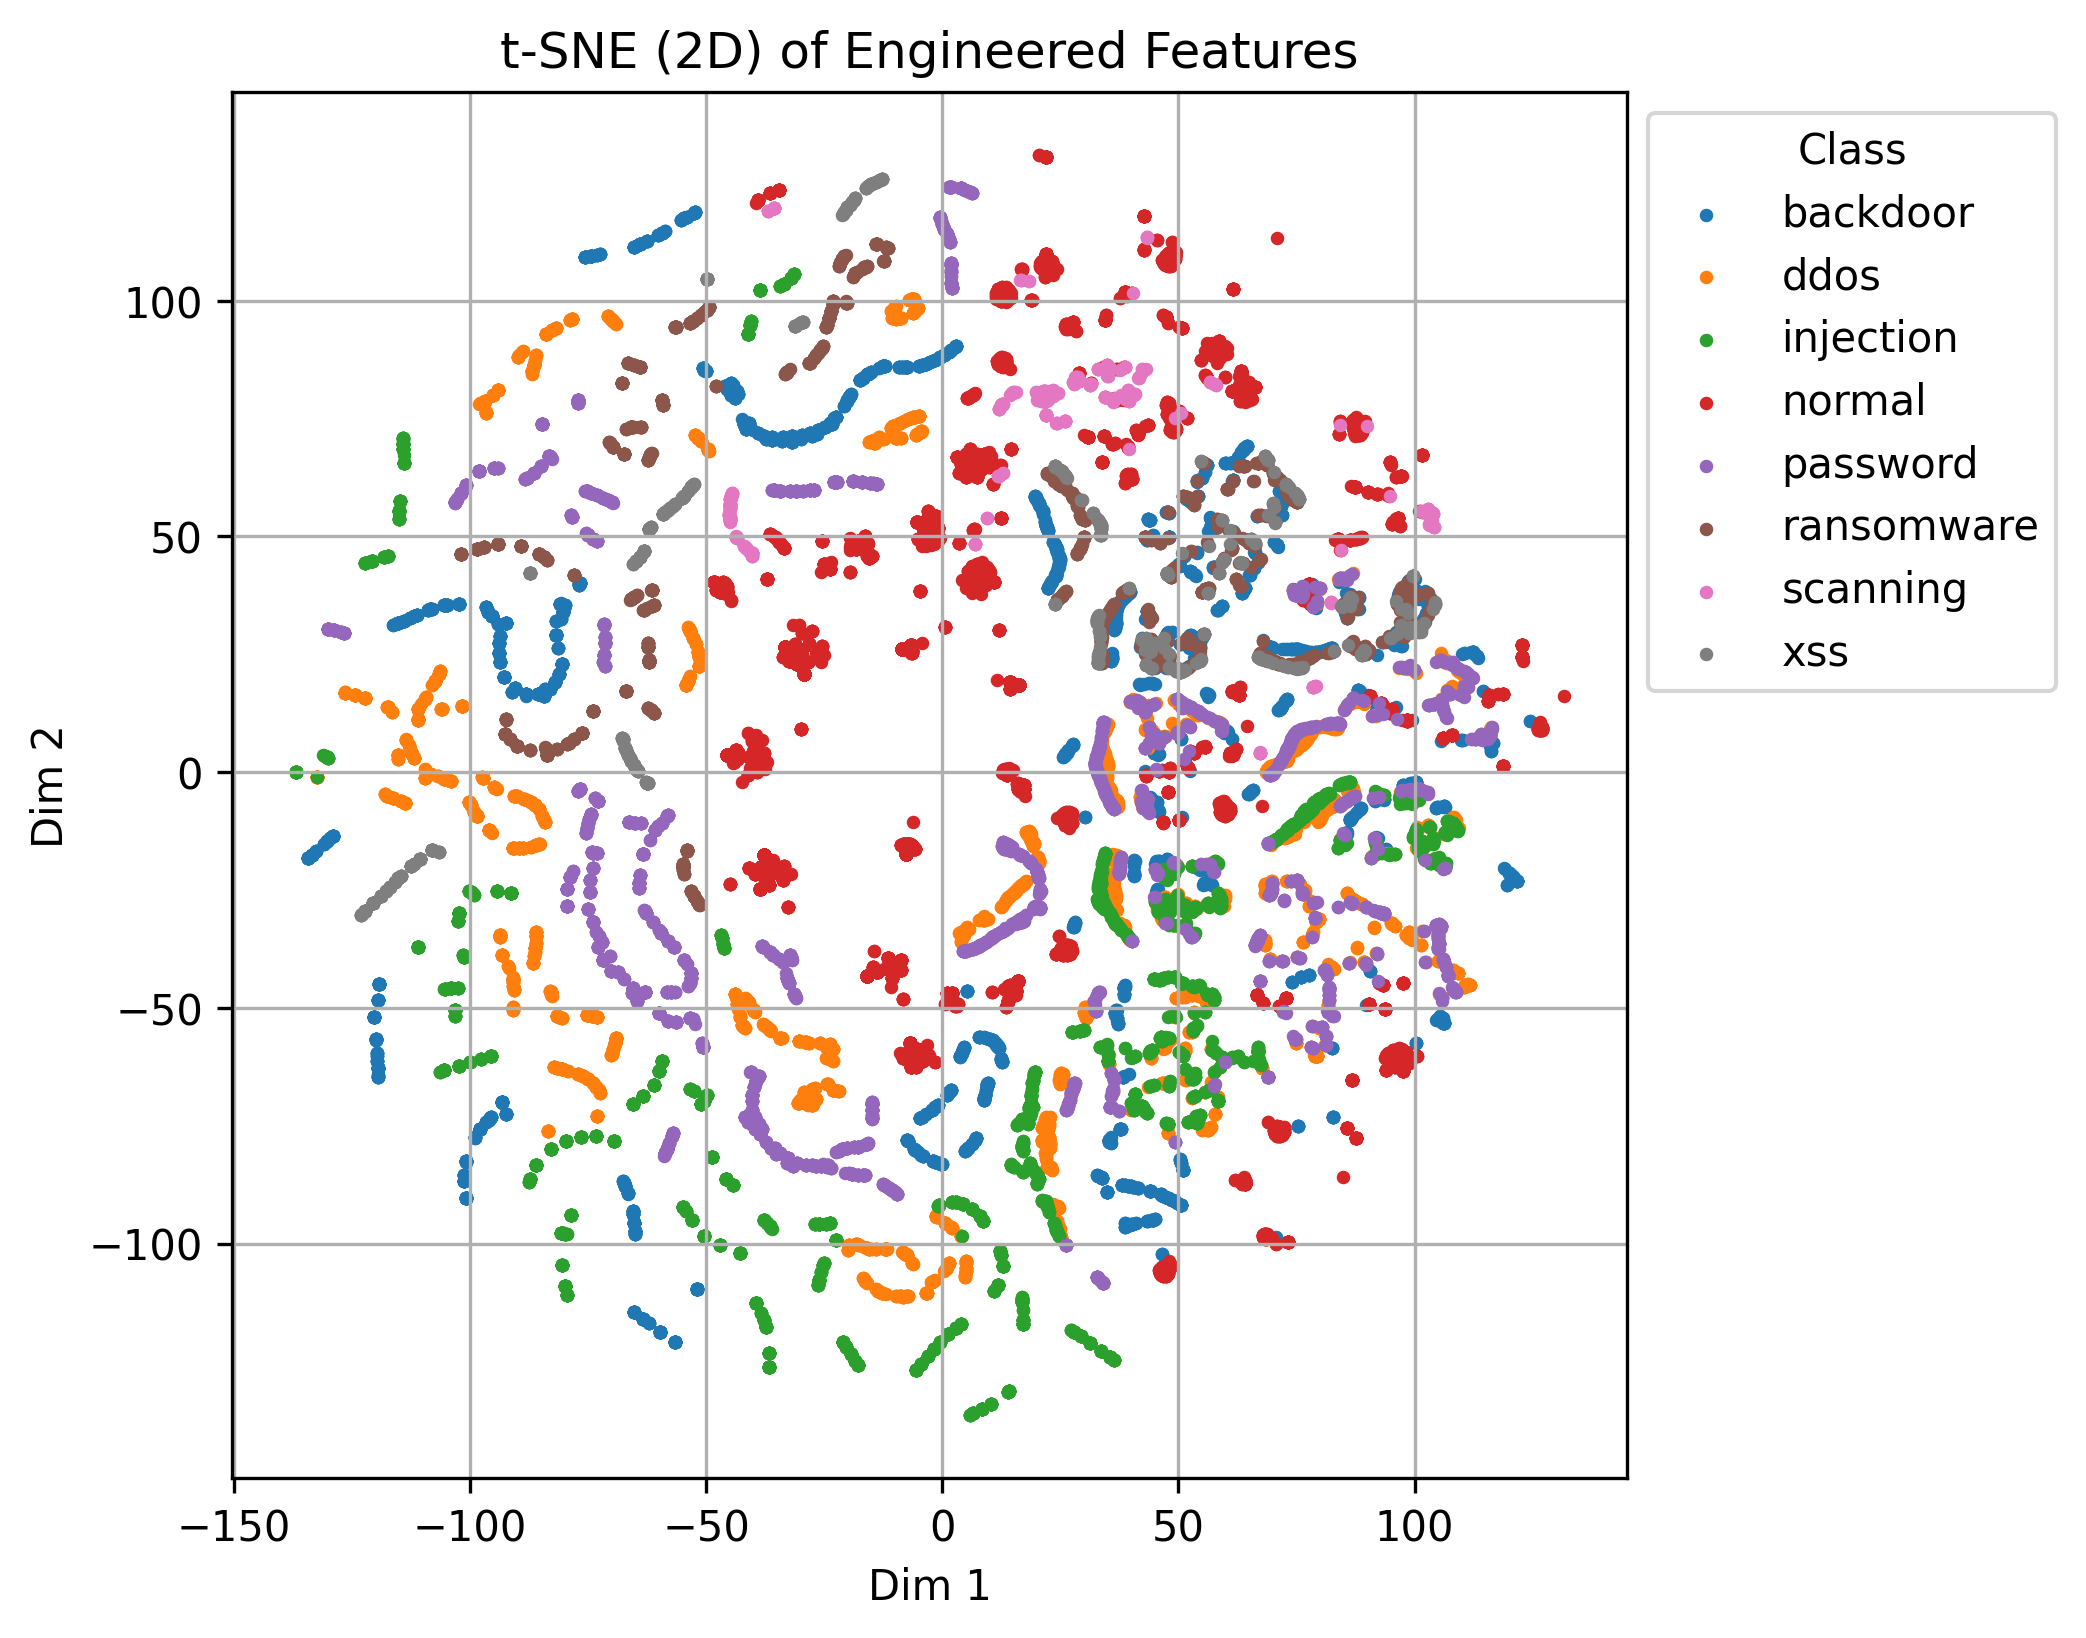 t-SNE (2D) of Engineered Features
Class
backdoor
ddos
injection
normal
password
ransomware
scanning
xss
100
50
0
−50
−100
Dim 2
−150
−100
−50
0
50
100
Dim 1